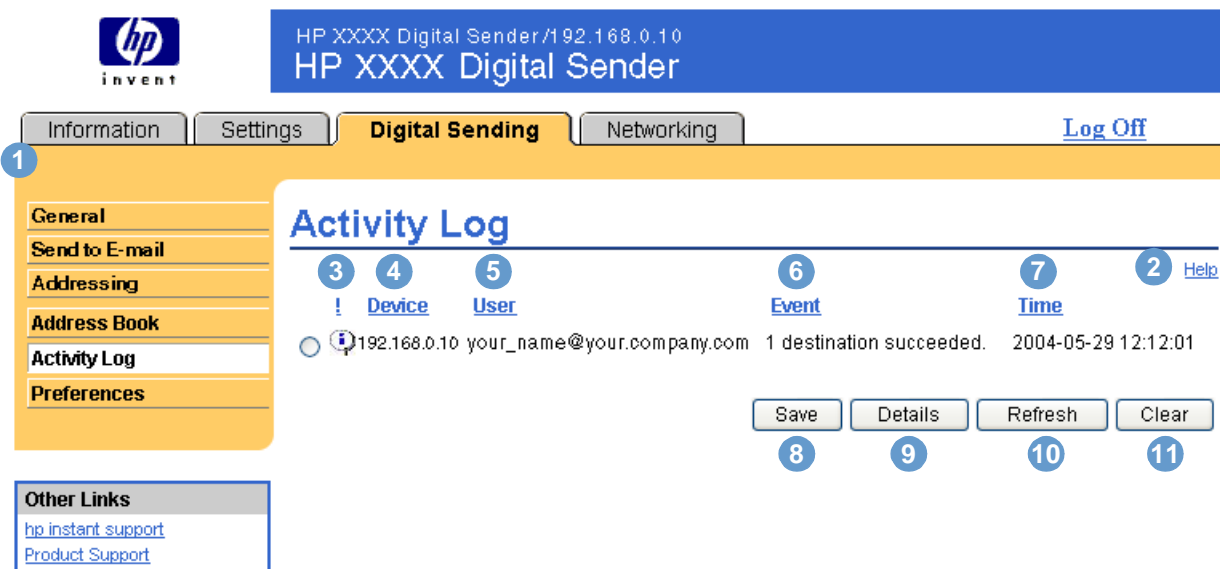 hp
invent
HP XXXX Digital Sender/192.168.0.10
HP XXXX Digital Sender
Information Settings Digital Sending Networking Log Off
1
General
Send to E-mail
Addressing
Address Book
Activity Log
Preferences
Activity Log
2 Help
3 4 5 6 7
! Device User Event Time
192.168.0.10 your_name@your.company.com 1 destination succeeded. 2004-05-29 12:12:01
Save Details Refresh Clear
8 9 10 11
Other Links
hp instant support
Product Support